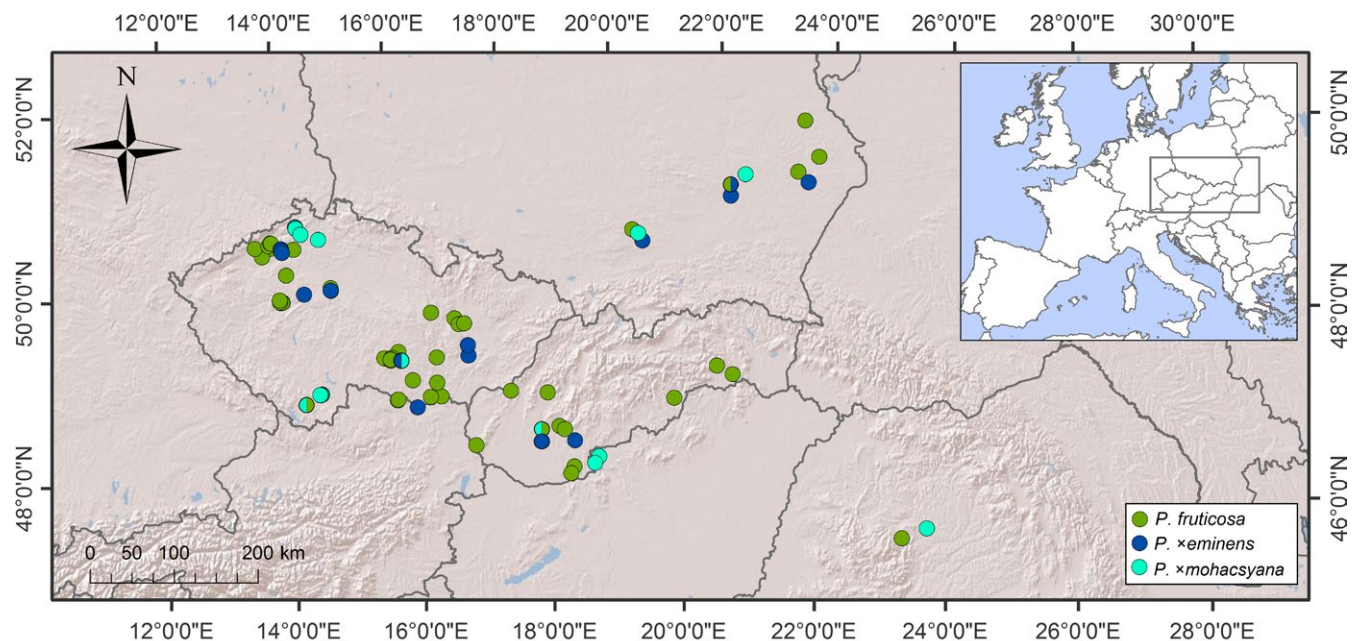 12°0'0"E 14°0'0"E 16°0'0"E 18°0'0"E 20°0'0"E 22°0'0"E 24°0'0"E 26°0'0"E 28°0'0"E 30°0'0"E
N
52°0'0"N
50°0'0"N
48°0'0"N
50°0'0"N
48°0'0"N
46°0'0"N
P. fruticosa
P. ×eminens
P. ×mohacsyana
0 50 100 200 km
12°0'0"E 14°0'0"E 16°0'0"E 18°0'0"E 20°0'0"E 22°0'0"E 24°0'0"E 26°0'0"E 28°0'0"E